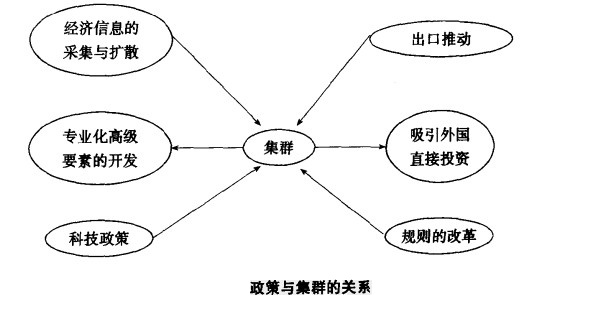 经济信息的
采集与扩散
出口推动
专业化高级
要素的开发
集群
吸引外国
直接投资
科技政策
规则的改革
政策与集群的关系